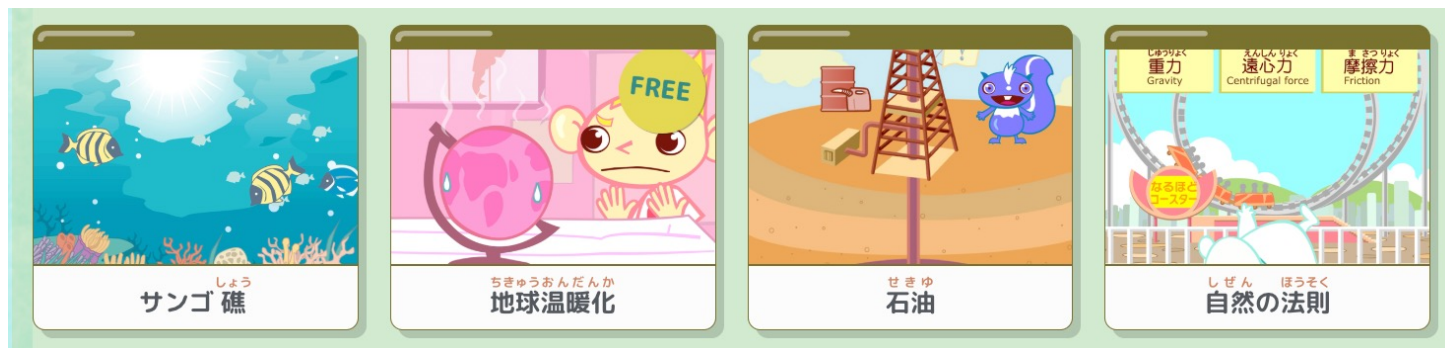 しょう
サンゴ礁
FREE
ちきゅうおんだんか
地球温暖化
せきゆ
石油
じゅうりょく
重力
Gravity
えんしんりょく
遠心力
Centrifugal force
まさつりょく
摩擦力
Friction
なるほど
コースター
しぜん ほうそく
自然の法則